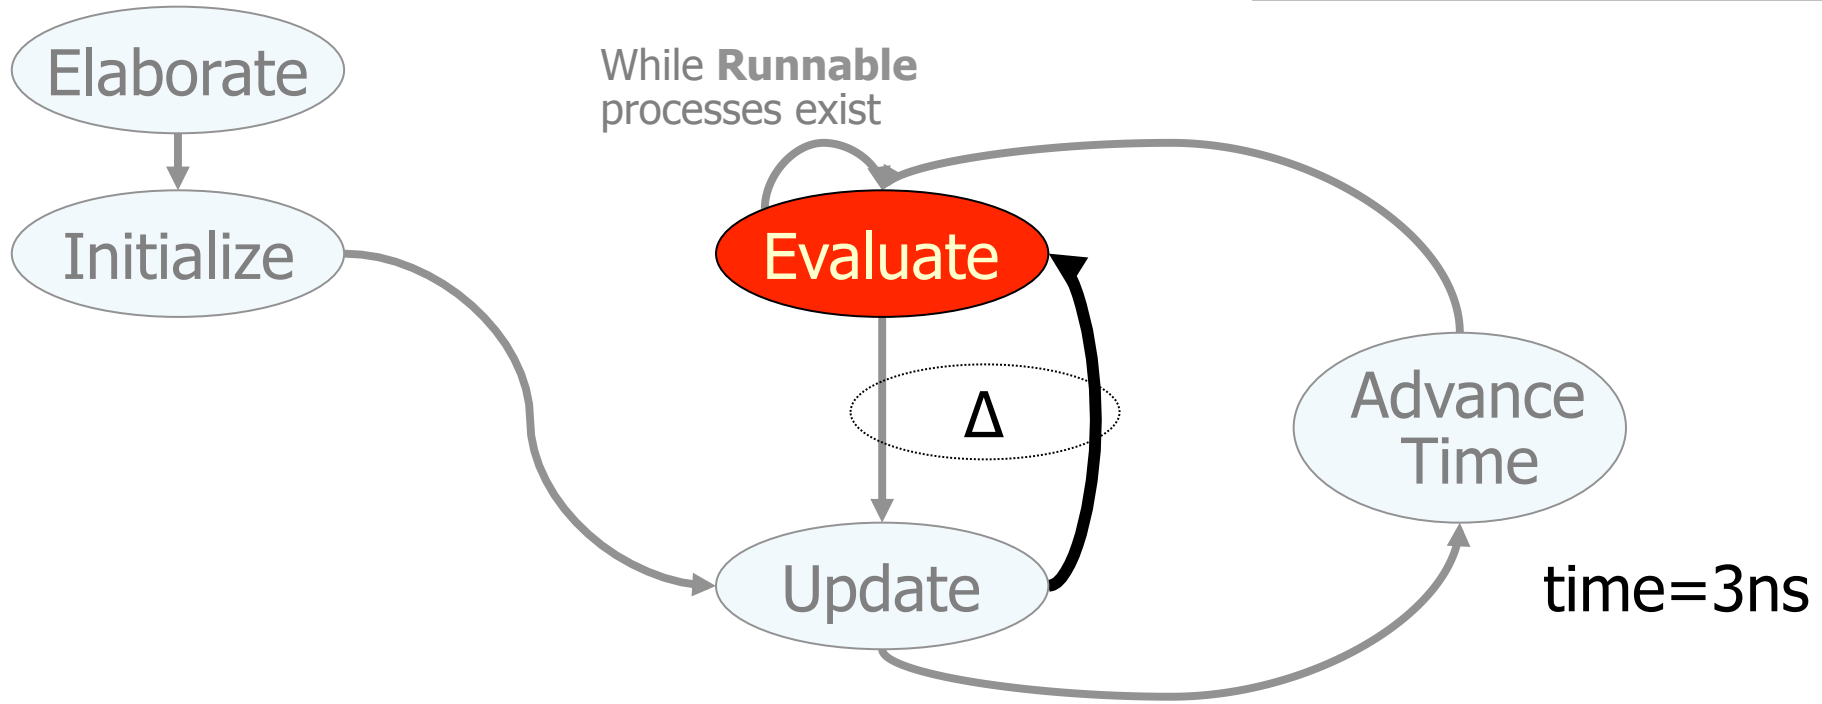 Elaborate
While Runnable
processes exist
Initialize
Evaluate
Δ
Advance
Time
Update
time=3ns